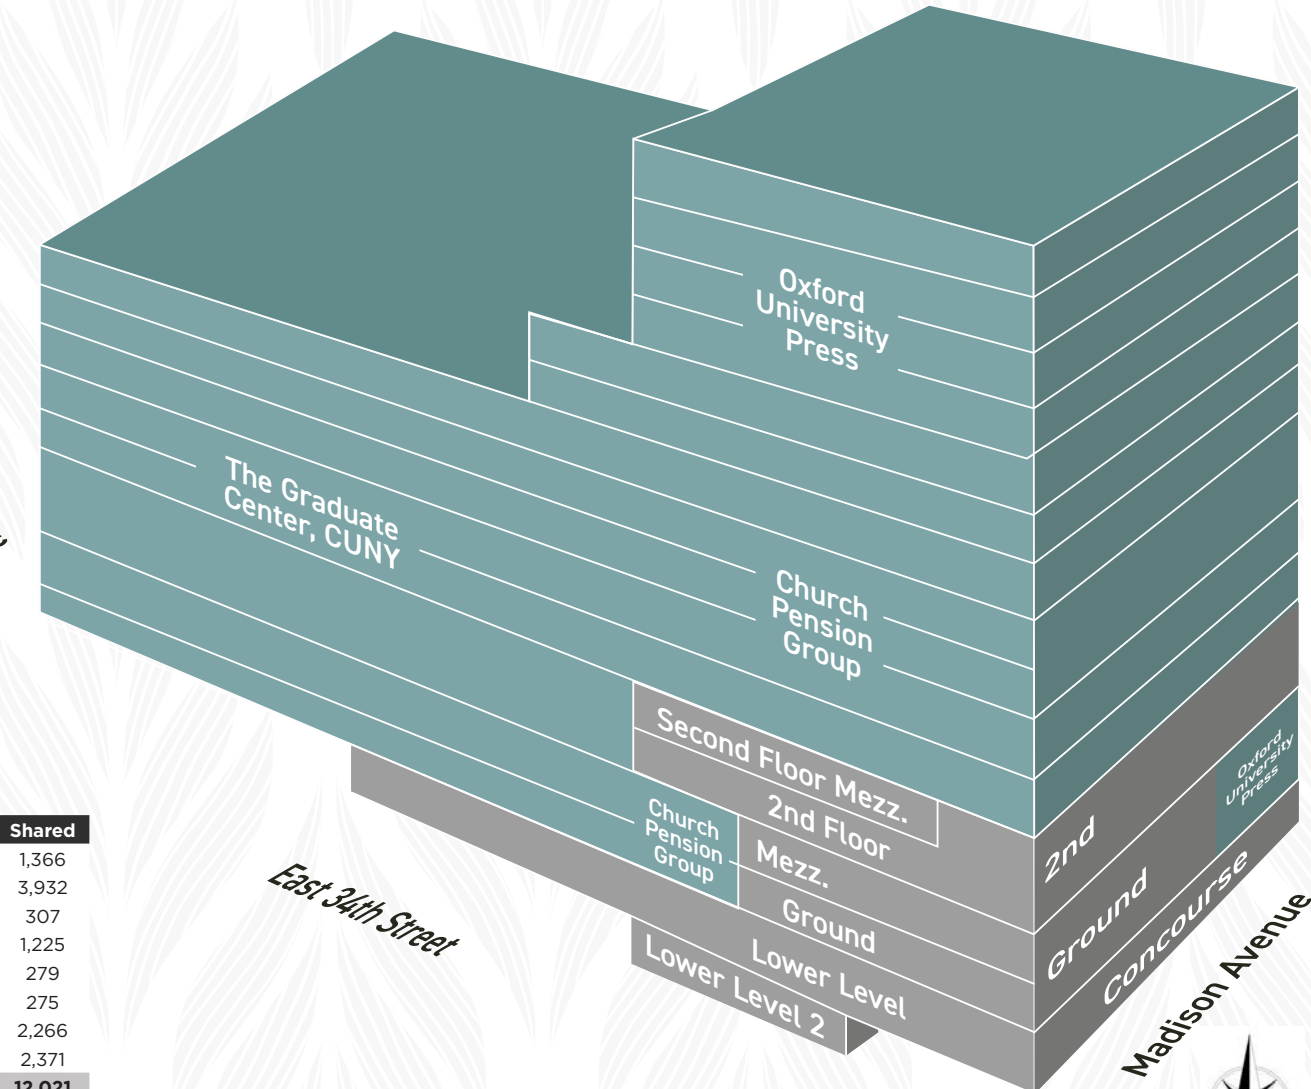 Oxford
University
Press
The Graduate
Center, CUNY
Church
Pension
Group
Second Floor Mezz.
2nd Floor
Church
Pension
Group
Mezz.
Ground
Lower Level
Lower Level 2
2nd
Ground
Concourse
Oxford
University
Press
East 34th Street
Madison Avenue
Shared
1,366
3,932
307
1,225
279
275
2,266
2,371
12,021